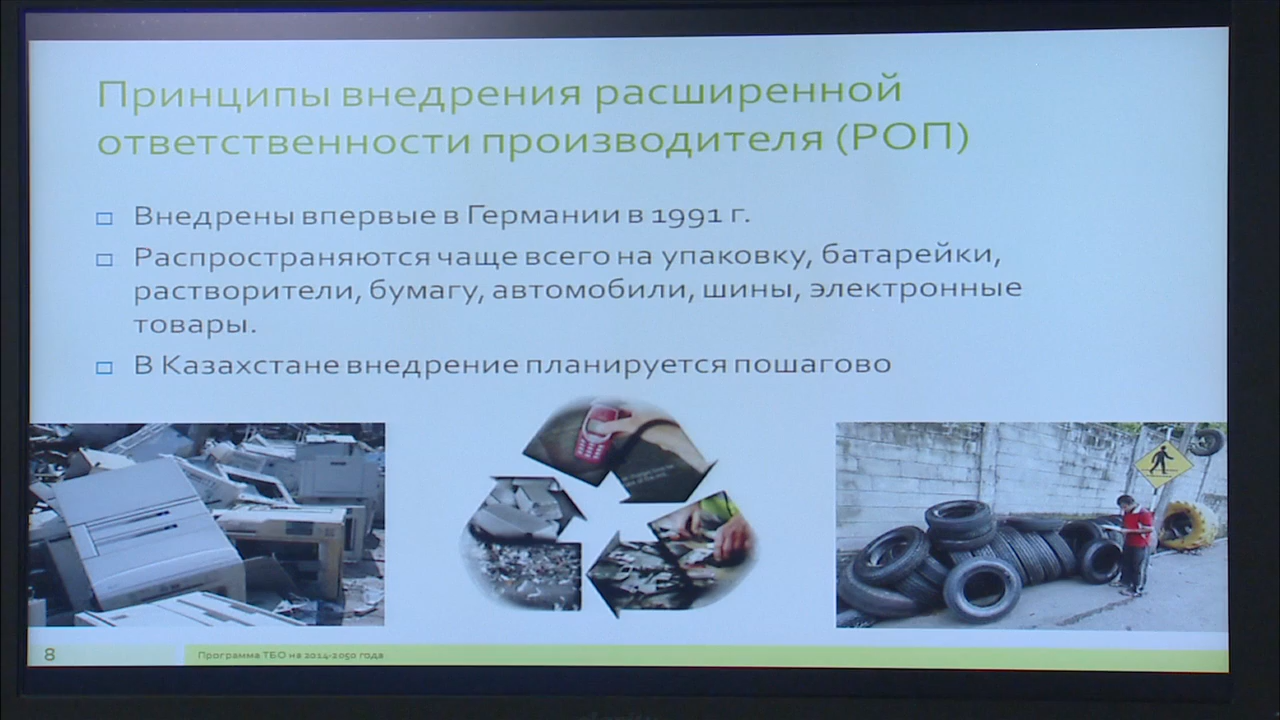 Принципы внедрения расширенной
ответственности производителя (РОП)
Внедрены впервые в Германии в 1991 г.
Распространяются чаще всего на упаковку, батарейки,
растворители, бумагу, автомобили, шины, электронные
товары.
В Казахстане внедрение планируется пошагово
8
Программа ТБО на 2014-2050 года